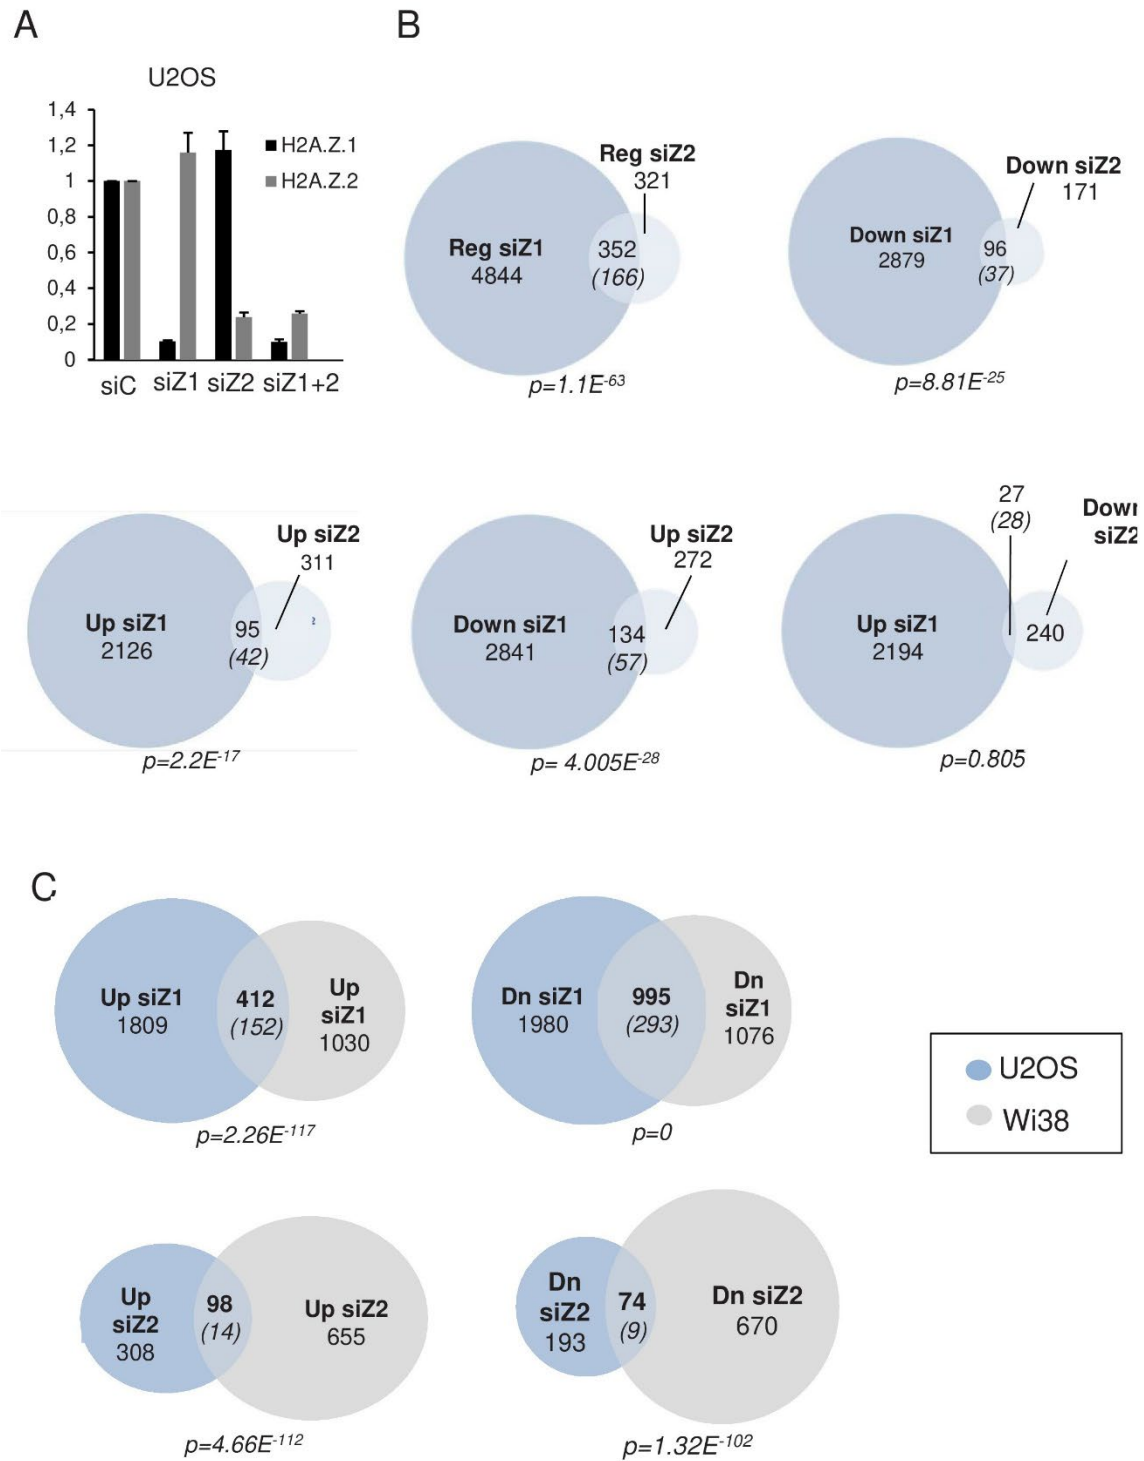 A
B
U2OS
1,4
1,2
1
0,8
0,6
0,4
0,2
0
H2A.Z.1
H2A.Z.2
siC siZ1 siZ2 siZ1+2
Reg siZ1
4844
352
(166)
Reg siZ2
321
p=1.1E-63
Down siZ1
2879
96
(37)
Down siZ2
171
p=8.81E-25
Up siZ1
2126
95
(42)
Up siZ2
311
p=2.2E-17
Down siZ1
2841
134
(57)
Up siZ2
272
p= 4.005E-28
Up siZ1
2194
27
(28)
Down
siZ2
240
p=0.805
C
Up siZ1
1809
412
(152)
Up
siZ1
1030
p=2.26E-117
Dn siZ1
1980
995
(293)
Dn
siZ1
1076
p=0
U2OS
Wi38
Up
siZ2
308
98
(14)
Up siZ2
655
p=4.66E-112
Dn
siZ2
193
74
(9)
Dn siZ2
670
p=1.32E-102